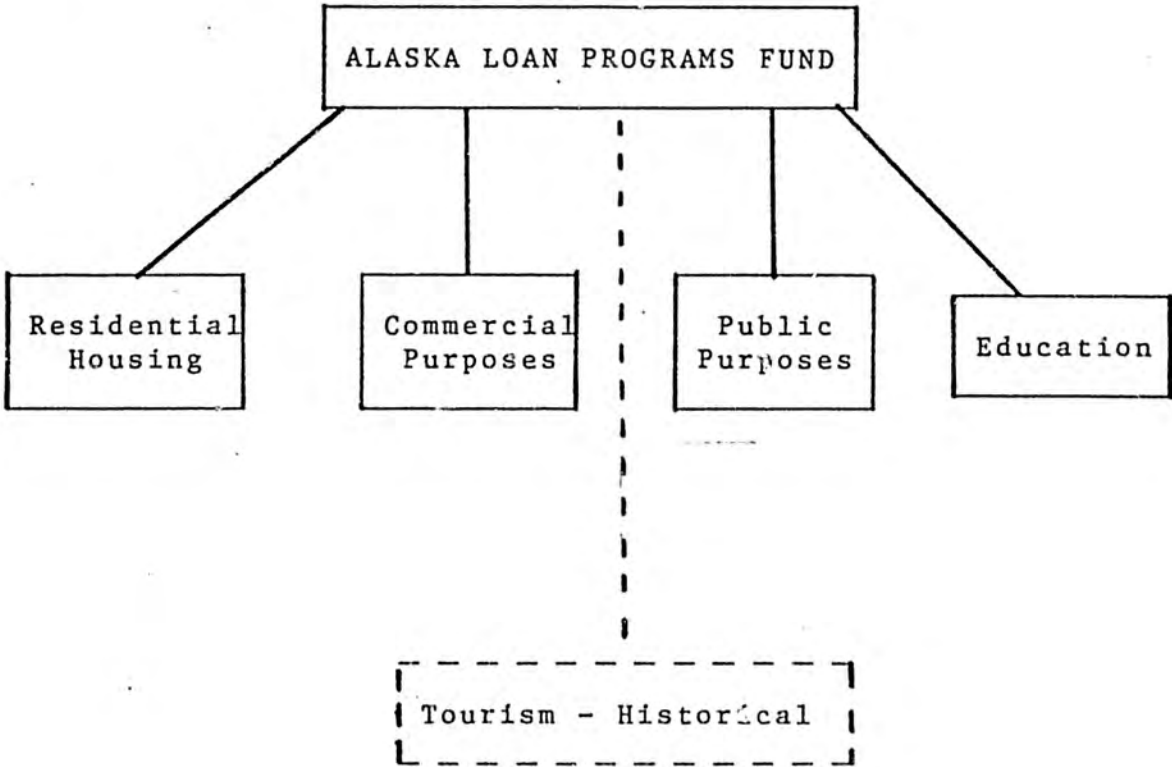 ALASKA LOAN PROGRAMS FUND
Residential
Housing
Commercial
Purposes
Public
Purposes
Education
Tourism - Historical